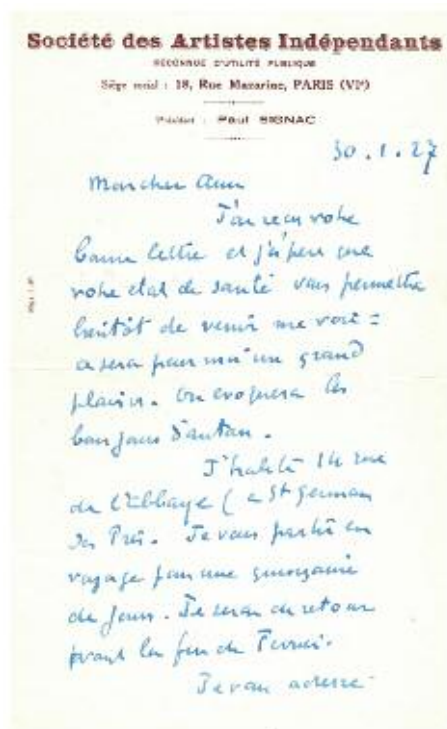 Société des Artistes Indépendants
RECONNUE D'UTILITÉ PUBLIQUE
Siège social : 18, Rue Mazarine, PARIS (VIe)
Président : Paul SIGNAC
30.1.27
Mon cher Ami
J'ai reçu votre
bonne lettre et j'espère que
votre état de santé vous permettra
bientôt de venir me voir =
ce sera pour moi un grand
plaisir. On evoquera les
bons jours d'antan.
J'habite 14 rue
de l'Abbaye ( à St Germain
des Prés. Je vais partir en
voyage pour une quinzaine
de jours. Je serai de retour
avant la fin de Février.
Je vous adresse